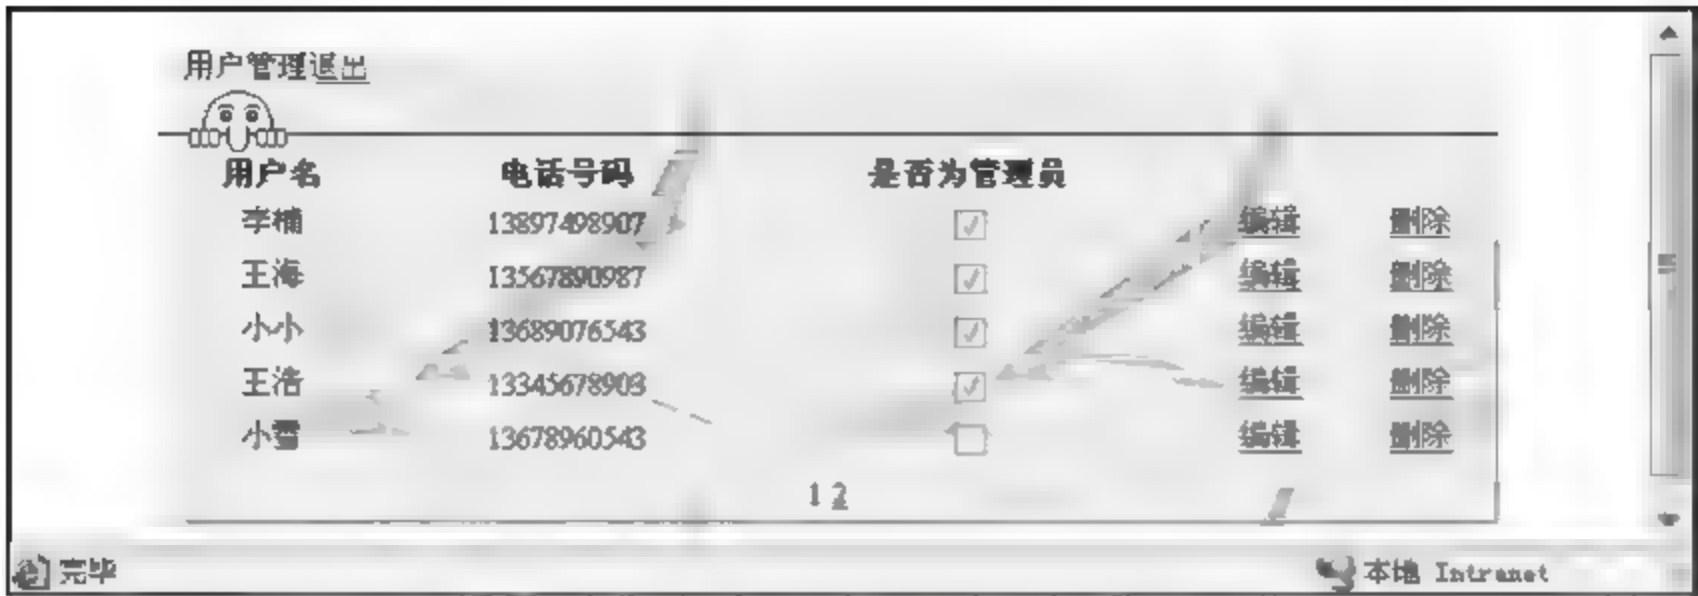 用户管理退出
用户名 电话号码 是否为管理员
李楠 13897498907 编辑 删除
王海 13567890987 编辑 删除
小小 13689076543 编辑 删除
王浩 13345678903 编辑 删除
小雪 13678960543 编辑 删除
1 2
完毕 本地 Intranet